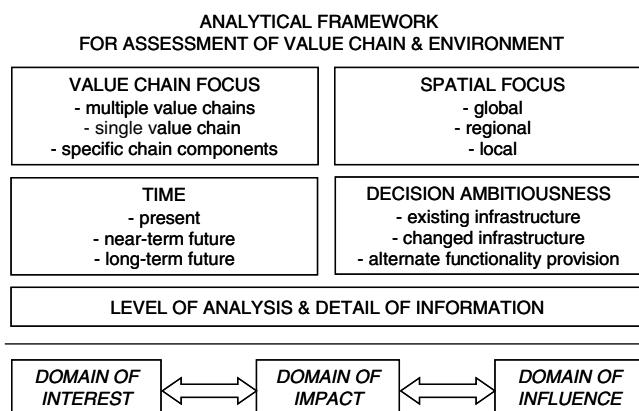 ANALYTICAL FRAMEWORK
FOR ASSESSMENT OF VALUE CHAIN & ENVIRONMENT
VALUE CHAIN FOCUS
- multiple value chains
- single value chain
- specific chain components
SPATIAL FOCUS
- global
- regional
- local
TIME
- present
- near-term future
- long-term future
DECISION AMBITIOUSNESS
- existing infrastructure
- changed infrastructure
- alternate functionality provision
LEVEL OF ANALYSIS & DETAIL OF INFORMATION
DOMAIN OF
INTEREST
DOMAIN OF
IMPACT
DOMAIN OF
INFLUENCE